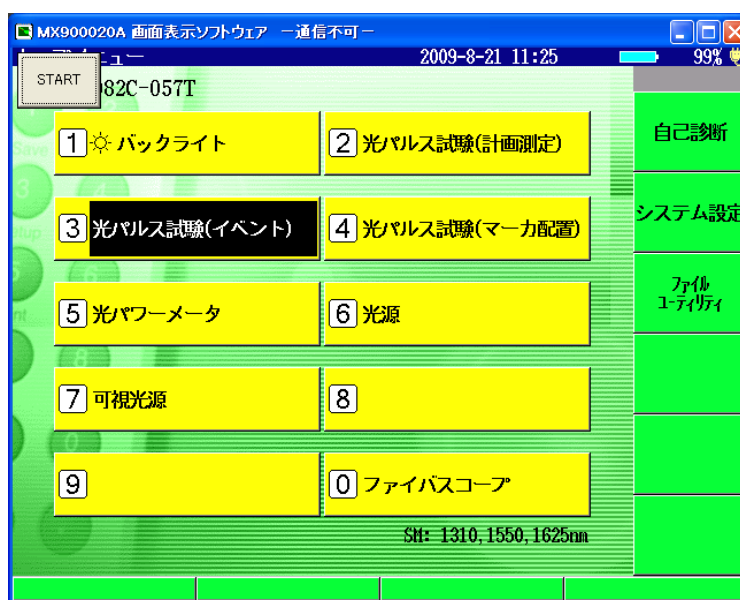 MX900020A 画面表示ソフトウェア －通信不可－
2009-8-21 11:25
99%
START
082C-057T
1 バックライト
2 光パルス試験(計画測定)
自己診断
3 光パルス試験(イベント)
4 光パルス試験(マーカ配置)
システム設定
5 光パワーメータ
6 光源
ファイル
ユーティリティ
7 可視光源
8
9
0 ファイバスコープ
SM: 1310,1550,1625nm